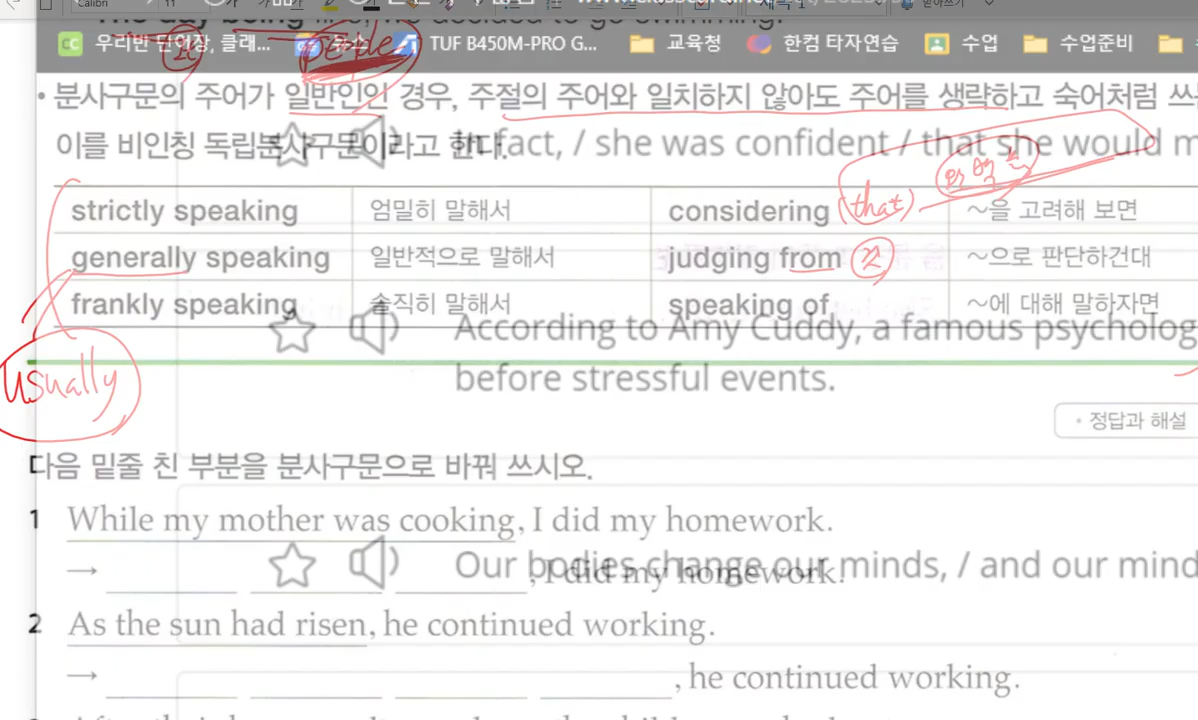 Calibri 11
The day being
to go swimming.
CC 우리반 단어장, 클래... 주소 people TUF B450M-PRO G... 교육청 한컴 타자연습 수업 수업준비
• 분사구문의 주어가 일반인인 경우, 주절의 주어와 일치하지 않아도 주어를 생략하고 숙어처럼
이를 비인칭 독립분사구문이라고 한다.
In fact, / she was confident / that she would
strictly speaking 엄밀히 말해서 considering (that) ~을 고려해 보면
generally speaking 일반적으로 말해서 judging from ~으로 판단하건대
frankly speaking 솔직히 말해서 speaking of ~에 대해 말하자면
According to Amy Cuddy, a famous psycholog
before stressful events.
usually
• 정답과 해설
다음 밑줄 친 부분을 분사구문으로 바꿔 쓰시오.
1 While my mother was cooking, I did my homework.
→ , I did my homework.
Our bodies change our minds, / and our mind
2 As the sun had risen, he continued working.
→ , he continued working.